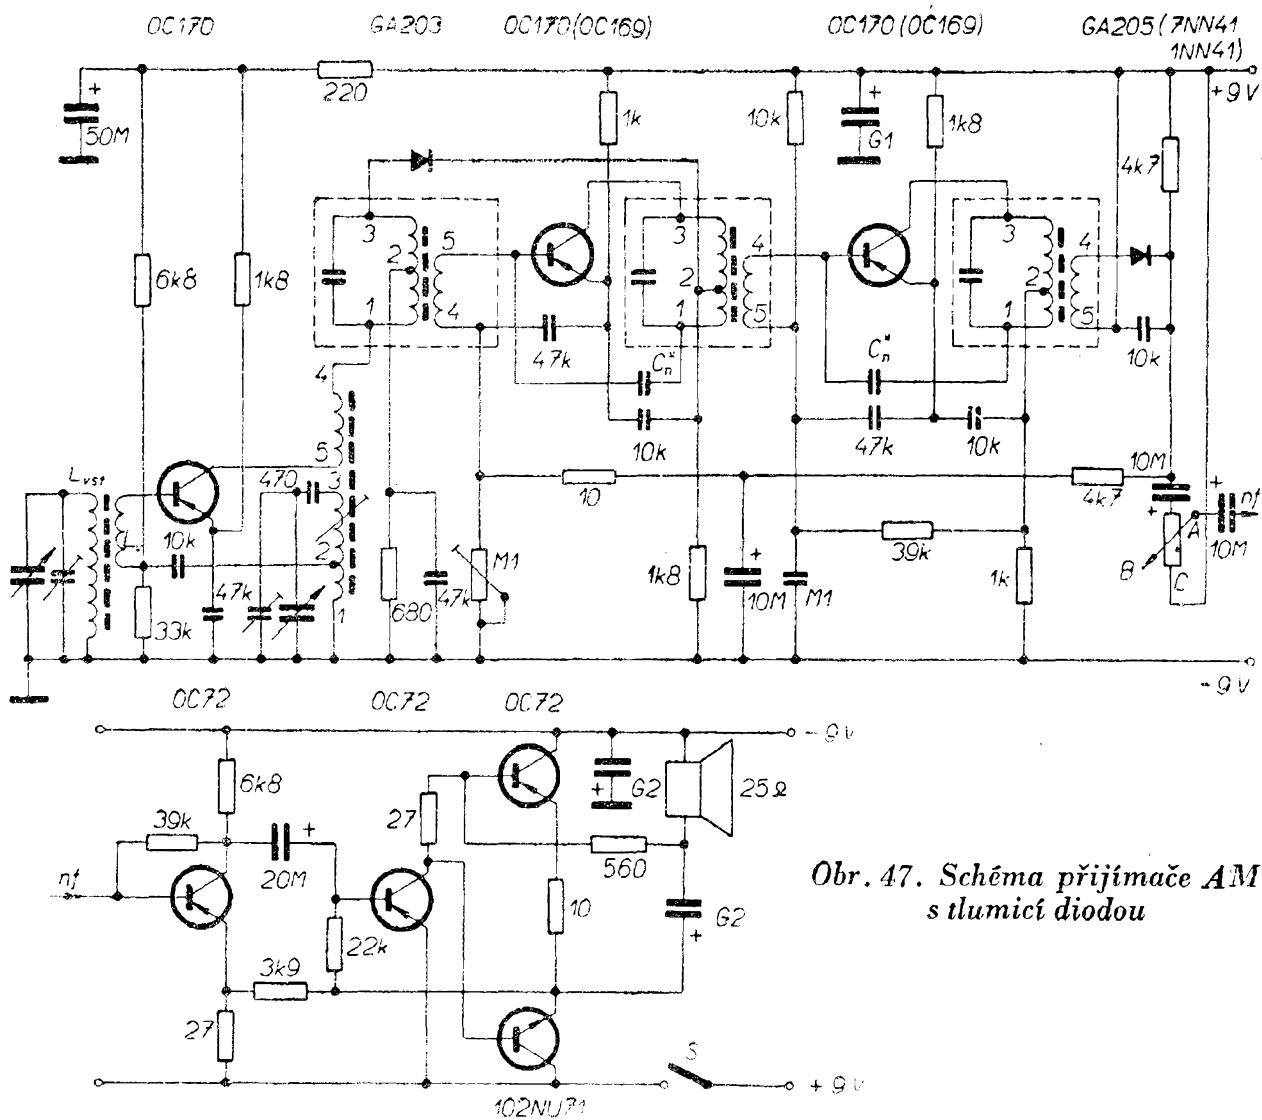 OC170 GA203 OC170(OC169) OC170(OC169) GA205(7NN41
1NN41)
+ 50M 220 1k 10k + G1 1k8 +9V
4k7
6k8 1k8
3 2 1 5 4
3 2 1 4 5
3 2 1 4 5
47k Cn* 10k
Cn* 47k 10k
10k
4 5 3 2 1
Lvst L 10k 470
10 4k7 10M +
A nf
10M
B C
47k 33k 680 47k M1 1k8 + 10M M1 39k 1k
-9V
OC72 OC72 OC72
-9V
6k8 27 + G2 25Ω
39k + 20M 560
nf
22k 10 G2 +
3k9
27
S
+9V
102NU71
Obr. 47. Schéma přijímače AM
s tlumicí diodou